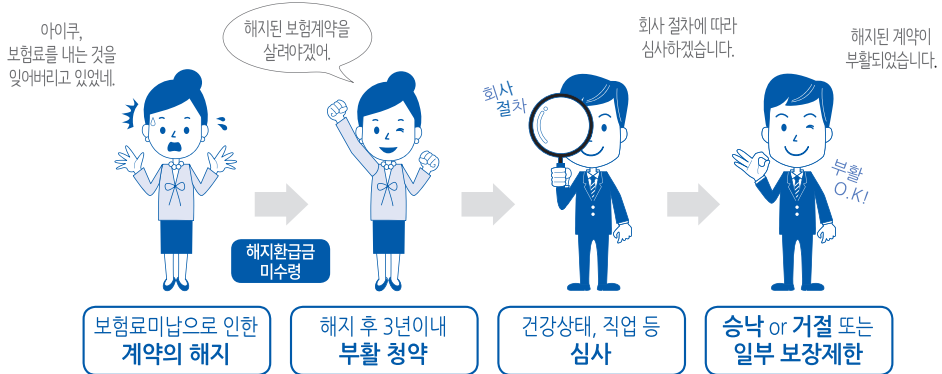 아이쿠,
보험료를 내는 것을
잊어버리고 있었네.
해지된 보험계약을
살려야겠어.
회사 절차에 따라
심사하겠습니다.
해지된 계약이
부활되었습니다.
회사
절차
부활
O.K!
해지환급금
미수령
보험료미납으로 인한
계약의 해지
해지 후 3년이내
부활 청약
건강상태, 직업 등
심사
승낙 or 거절 또는
일부 보장제한